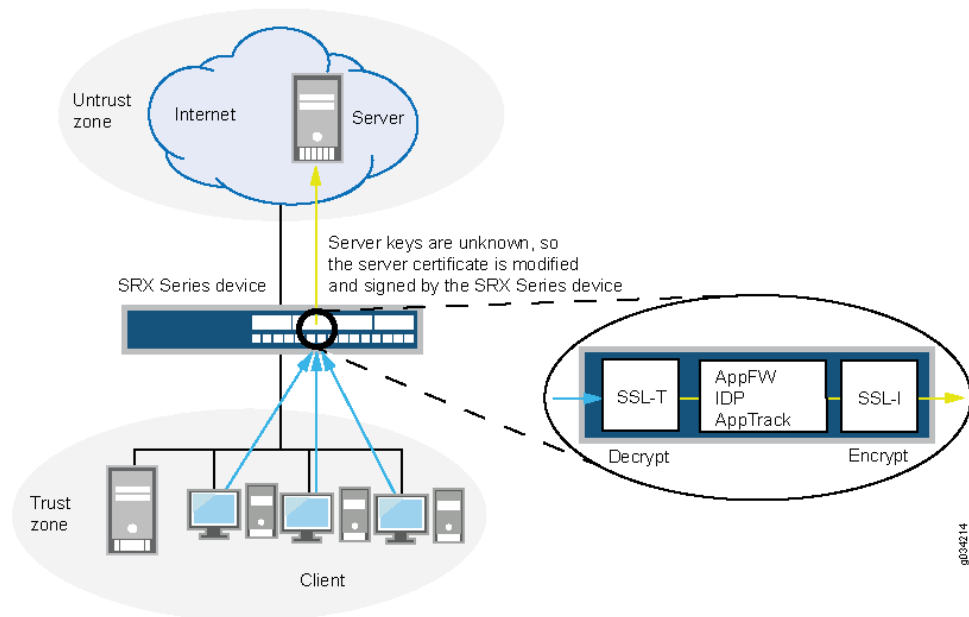 Untrust
zone
Internet
Server
Server keys are unknown, so
the server certificate is modified
and signed by the SRX Series device
SRX Series device
SSL-T
AppFW
IDP
AppTrack
SSL-I
Decrypt
Encrypt
Trust
zone
Client
g034214